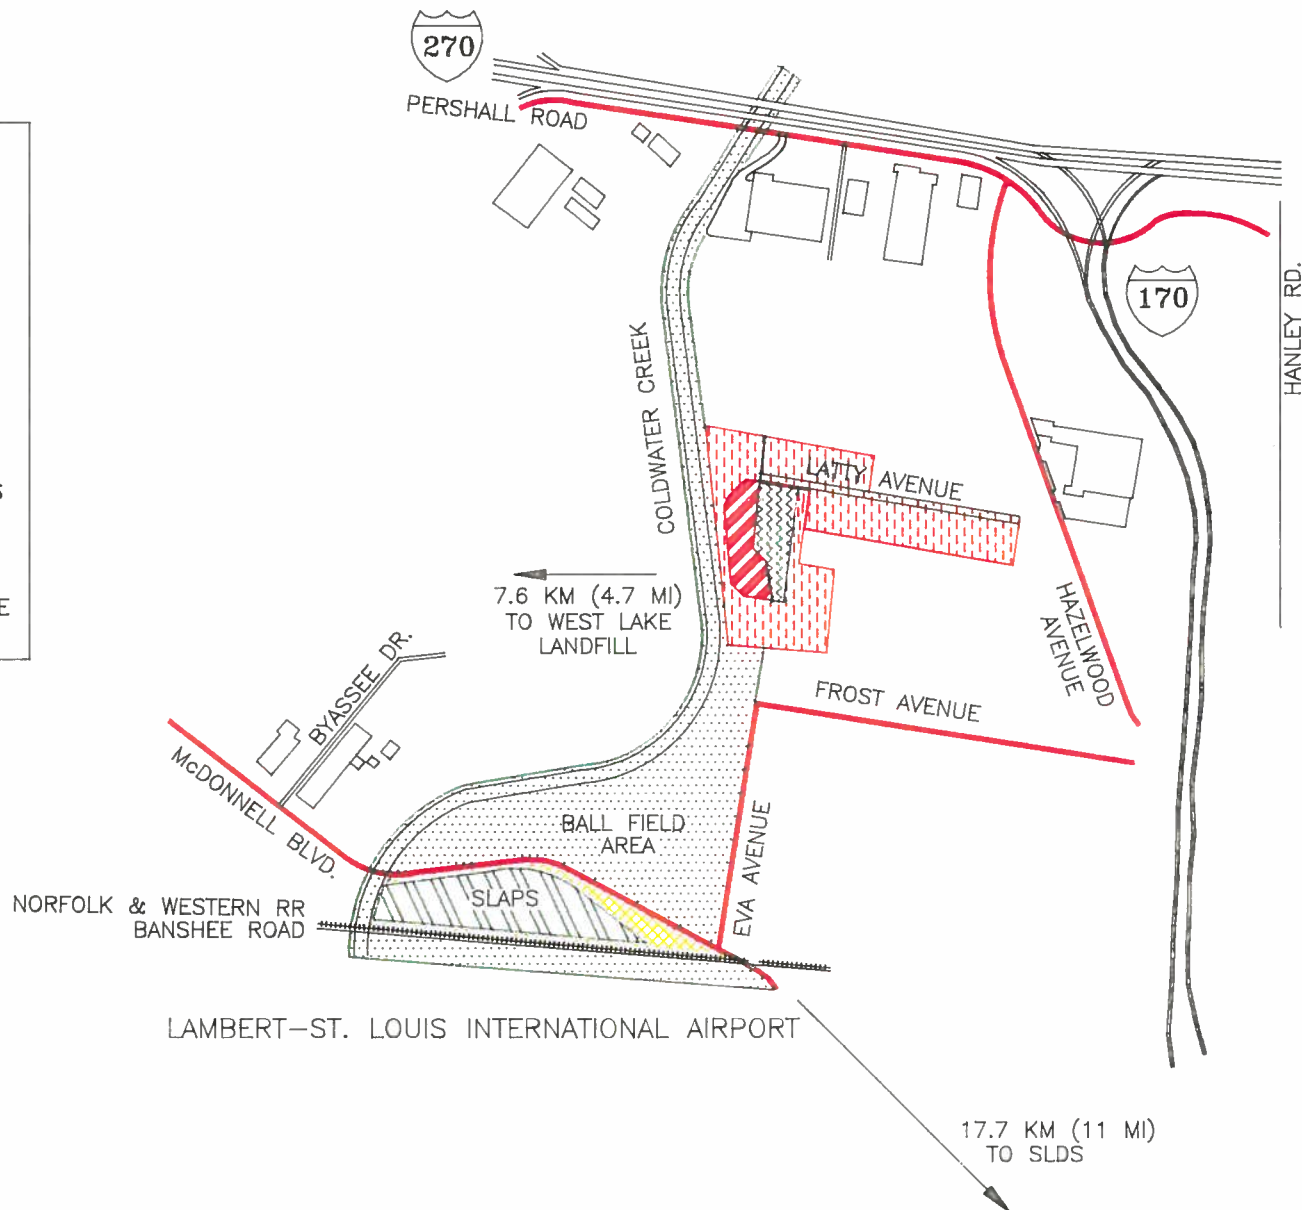 270
PERSHALL ROAD
170
HANLEY RD.
COLDWATER CREEK
LATTY AVENUE
S
7.6 KM (4.7 MI)
TO WEST LAKE
LANDFILL
E
HAZELWOOD
AVENUE
BYASSEE DR.
FROST AVENUE
McDONNELL BLVD.
BALL FIELD
AREA
EVA AVENUE
SLAPS
NORFOLK & WESTERN RR
BANSHEE ROAD
LAMBERT-ST. LOUIS INTERNATIONAL AIRPORT
17.7 KM (11 MI)
TO SLDS